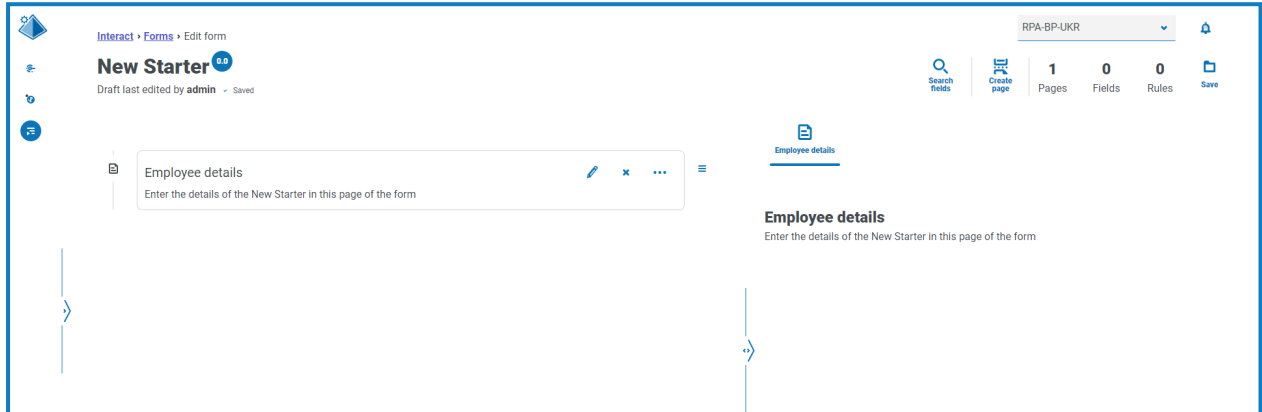 RPA-BP-UKR
Interact › Forms › Edit form
New Starter 0.0
Draft last edited by admin ✓ Saved
Search fields
Create page
1 Pages
0 Fields
0 Rules
Save
Employee details
Enter the details of the New Starter in this page of the form
Employee details
Employee details
Enter the details of the New Starter in this page of the form